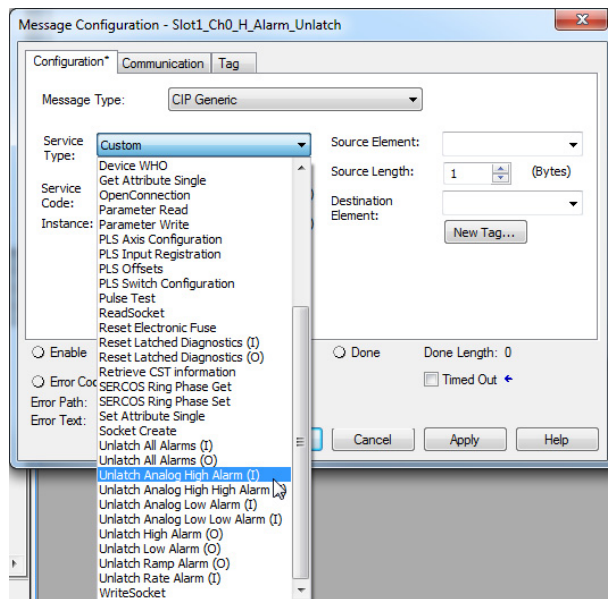 Message Configuration - Slot1_Ch0_H_Alarm_Unlatch
Configuration* Communication Tag
Message Type: CIP Generic
Service Type: Custom
Source Element:
Source Length: 1 (Bytes)
Destination Element:
New Tag...
Service Code:
Instance:
Device WHO
Get Attribute Single
OpenConnection
Parameter Read
Parameter Write
PLS Axis Configuration
PLS Input Registration
PLS Offsets
PLS Switch Configuration
Pulse Test
ReadSocket
Reset Electronic Fuse
Reset Latched Diagnostics (I)
Reset Latched Diagnostics (O)
Retrieve CST information
SERCOS Ring Phase Get
SERCOS Ring Phase Set
Set Attribute Single
Socket Create
Unlatch All Alarms (I)
Unlatch All Alarms (O)
Unlatch Analog High Alarm (I)
Unlatch Analog High High Alarm
Unlatch Analog Low Alarm (I)
Unlatch Analog Low Low Alarm (I)
Unlatch High Alarm (O)
Unlatch Low Alarm (O)
Unlatch Ramp Alarm (O)
Unlatch Rate Alarm (I)
WriteSocket
Enable
Done Done Length: 0
Error Timed Out
Error Path:
Error Text:
Cancel Apply Help